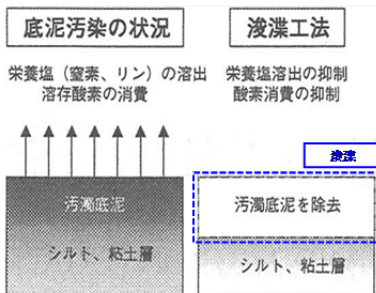 底泥汚染の状況
栄養塩（窒素、リン）の溶出
溶存酸素の消費
汚濁底泥
シルト、粘土層
浚渫工法
栄養塩溶出の抑制
酸素消費の抑制
浚渫
汚濁底泥を除去
シルト、粘土層